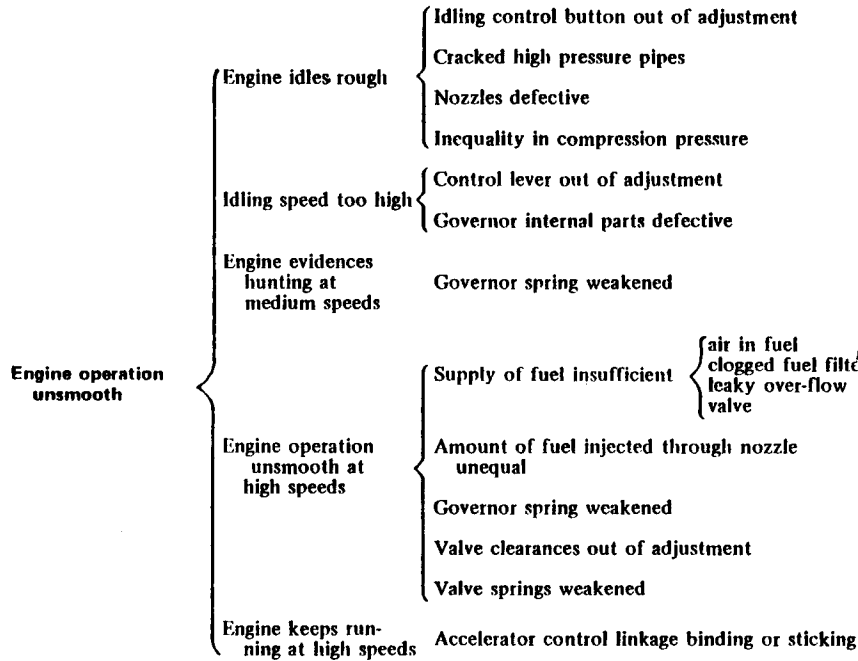 Engine operation
unsmooth
Engine idles rough
Idling control button out of adjustment
Cracked high pressure pipes
Nozzles defective
Inequality in compression pressure
Idling speed too high
Control lever out of adjustment
Governor internal parts defective
Engine evidences
hunting at
medium speeds
Governor spring weakened
Engine operation
unsmooth at
high speeds
Supply of fuel insufficient
air in fuel
clogged fuel filte
leaky over-flow
valve
Amount of fuel injected through nozzle
unequal
Governor spring weakened
Valve clearances out of adjustment
Valve springs weakened
Engine keeps run-
ning at high speeds
Accelerator control linkage binding or sticking